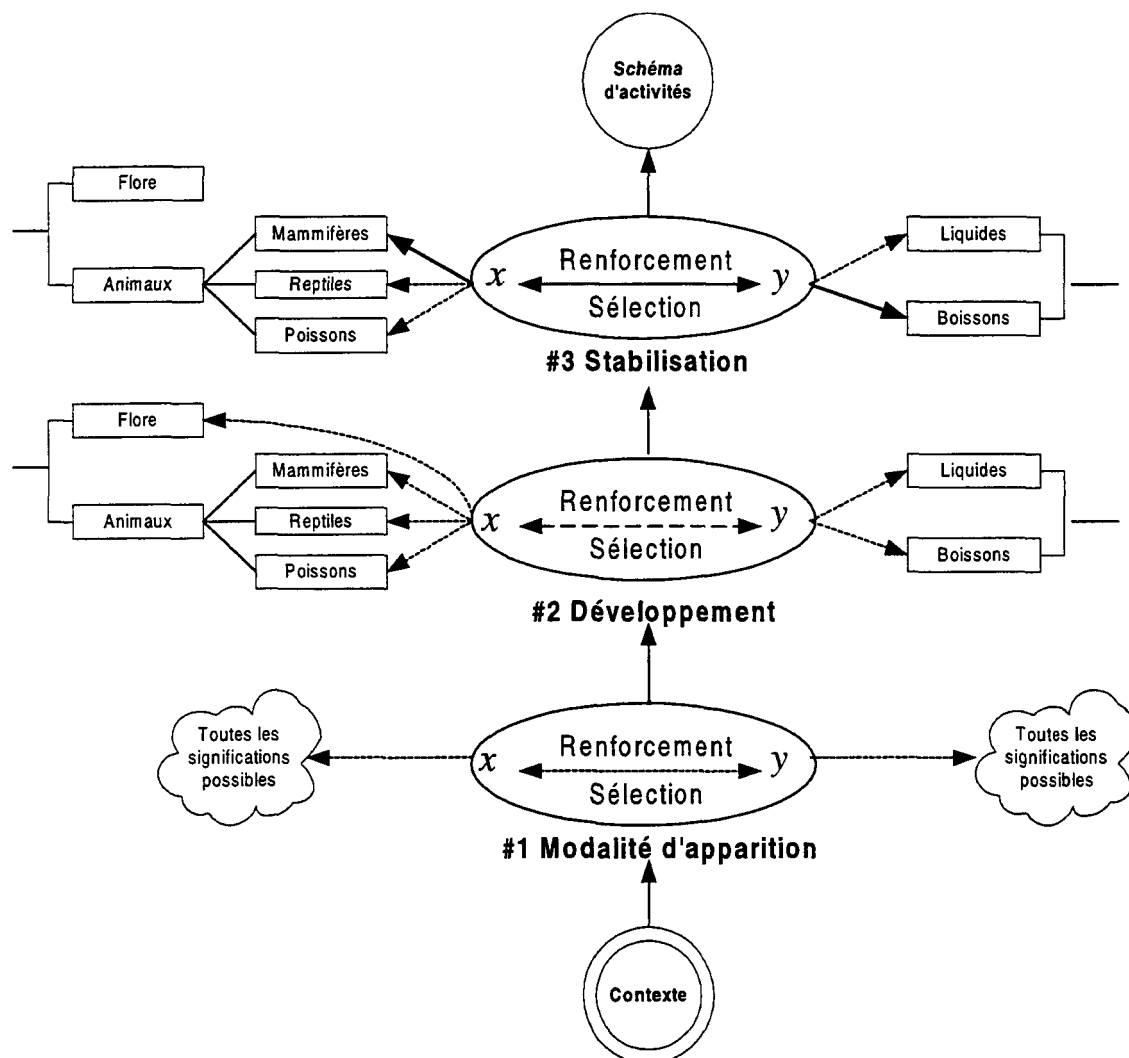 Schéma
d'activités
Flore
Mammifères
Animaux
Reptiles
Poissons
x
Renforcement
Sélection
y
Liquides
Boissons
#3 Stabilisation
Flore
Mammifères
Animaux
Reptiles
Poissons
x
Renforcement
Sélection
y
Liquides
Boissons
#2 Développement
Toutes les
significations
possibles
x
Renforcement
Sélection
y
Toutes les
significations
possibles
#1 Modalité d'apparition
Contexte